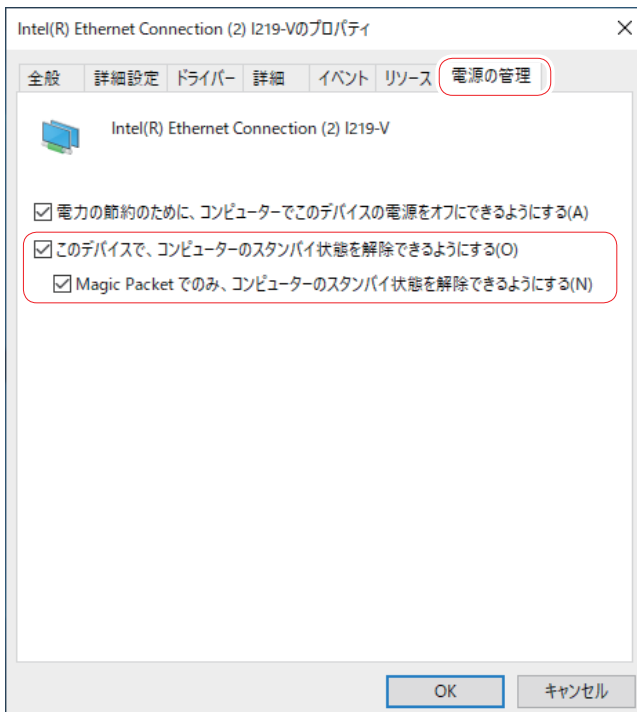 Intel(R) Ethernet Connection (2) I219-Vのプロパティ
全般 詳細設定 ドライバー 詳細 イベント リソース 電源の管理
Intel(R) Ethernet Connection (2) I219-V
電力の節約のために、コンピューターでこのデバイスの電源をオフにできるようにする(A)
このデバイスで、コンピューターのスタンバイ状態を解除できるようにする(O)
Magic Packet でのみ、コンピューターのスタンバイ状態を解除できるようにする(N)
OK キャンセル